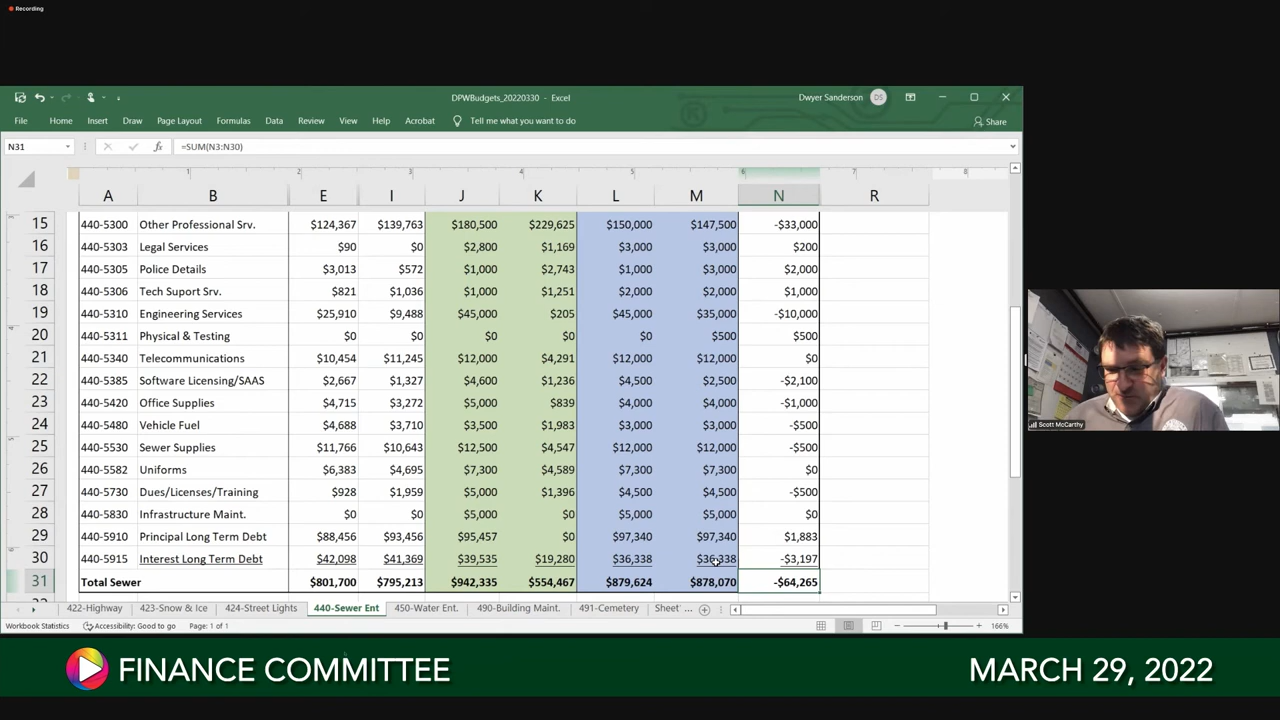 Recording
DPWBudgets_20220330 - Excel
Dwyer Sanderson DS
File Home Insert Draw Page Layout Formulas Data Review View Help Acrobat Tell me what you want to do Share
N31 fx =SUM(N3:N30)
1 2 3 4 5 6 7 8
A B E I J K L M N R
15 440-5300 Other Professional Srv. $124,367 $139,763 $180,500 $229,625 $150,000 $147,500 -$33,000
16 440-5303 Legal Services $90 $0 $2,800 $1,169 $3,000 $3,000 $200
17 440-5305 Police Details $3,013 $572 $1,000 $2,743 $1,000 $3,000 $2,000
18 440-5306 Tech Suport Srv. $821 $1,036 $1,000 $1,251 $2,000 $2,000 $1,000
19 440-5310 Engineering Services $25,910 $9,488 $45,000 $205 $45,000 $35,000 -$10,000
20 440-5311 Physical & Testing $0 $0 $0 $0 $0 $500 $500
21 440-5340 Telecommunications $10,454 $11,245 $12,000 $4,291 $12,000 $12,000 $0
22 440-5385 Software Licensing/SAAS $2,667 $1,327 $4,600 $1,236 $4,500 $2,500 -$2,100
23 440-5420 Office Supplies $4,715 $3,272 $5,000 $839 $4,000 $4,000 -$1,000
24 440-5480 Vehicle Fuel $4,688 $3,710 $3,500 $1,983 $3,000 $3,000 -$500
25 440-5530 Sewer Supplies $11,766 $10,643 $12,500 $4,547 $12,000 $12,000 -$500
26 440-5582 Uniforms $6,383 $4,695 $7,300 $4,589 $7,300 $7,300 $0
27 440-5730 Dues/Licenses/Training $928 $1,959 $5,000 $1,396 $4,500 $4,500 -$500
28 440-5830 Infrastructure Maint. $0 $0 $5,000 $0 $5,000 $5,000 $0
29 440-5910 Principal Long Term Debt $88,456 $93,456 $95,457 $0 $97,340 $97,340 $1,883
30 440-5915 Interest Long Term Debt $42,098 $41,369 $39,535 $19,280 $36,338 $36,338 -$3,197
31 Total Sewer $801,700 $795,213 $942,335 $554,467 $879,624 $878,070 -$64,265
422-Highway 423-Snow & Ice 424-Street Lights 440-Sewer Ent 450-Water Ent. 490-Building Maint. 491-Cemetery Sheet ...
Workbook Statistics Accessibility: Good to go Page: 1 of 1 166%
Scott McCarthy
FINANCE COMMITTEE
MARCH 29, 2022